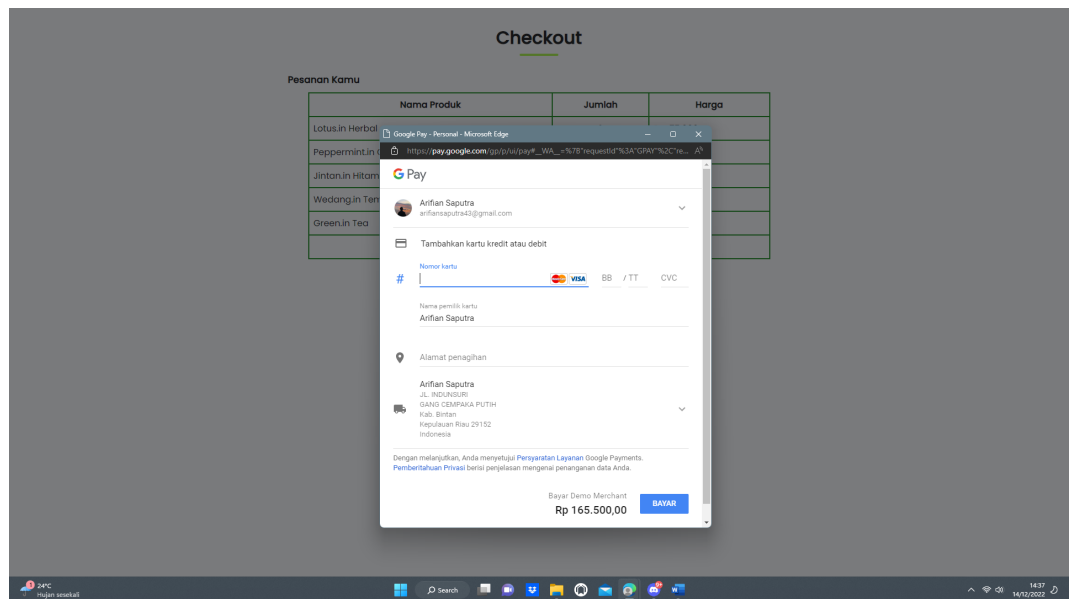 Checkout
Pesanan Kamu
Nama Produk Jumlah Harga
Lotus.in Herbal
Peppermint.in
Jintan.in Hitam
Wedang.in
Green.in Tea
Google Pay - Personal - Microsoft Edge
https://pay.google.com/gp/p/ui/pay#__WA__=%7B"requestId"%3A"GPAY"%2C"re...
G Pay
Arifian Saputra
arifiansaputra43@gmail.com
Tambahkan kartu kredit atau debit
Nomor kartu
# VISA BB / TT CVC
Nama pemilik kartu
Arifian Saputra
Alamat penagihan
Arifian Saputra
JL. INDUNSURI
GANG CEMPAKA PUTIH
Kab. Bintan
Kepulauan Riau 29152
Indonesia
Dengan melanjutkan, Anda menyetujui Persyaratan Layanan Google Payments.
Pemberitahuan Privasi berisi penjelasan mengenai penanganan data Anda.
Bayar Demo Merchant
Rp 165.500,00
BAYAR
1
24°C
Hujan sesekali
Search
14:37
14/12/2022